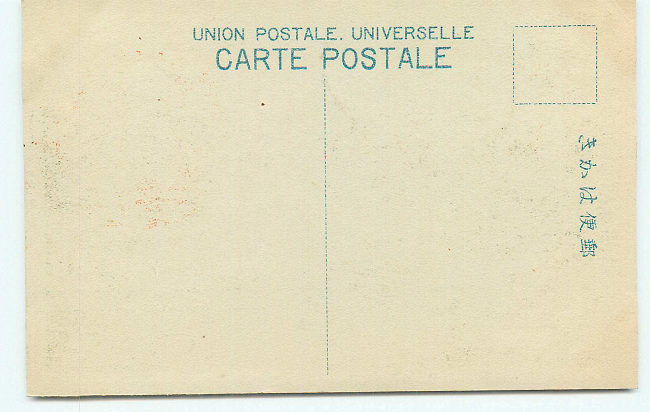 UNION POSTALE. UNIVERSELLE
CARTE POSTALE
郵便はかき